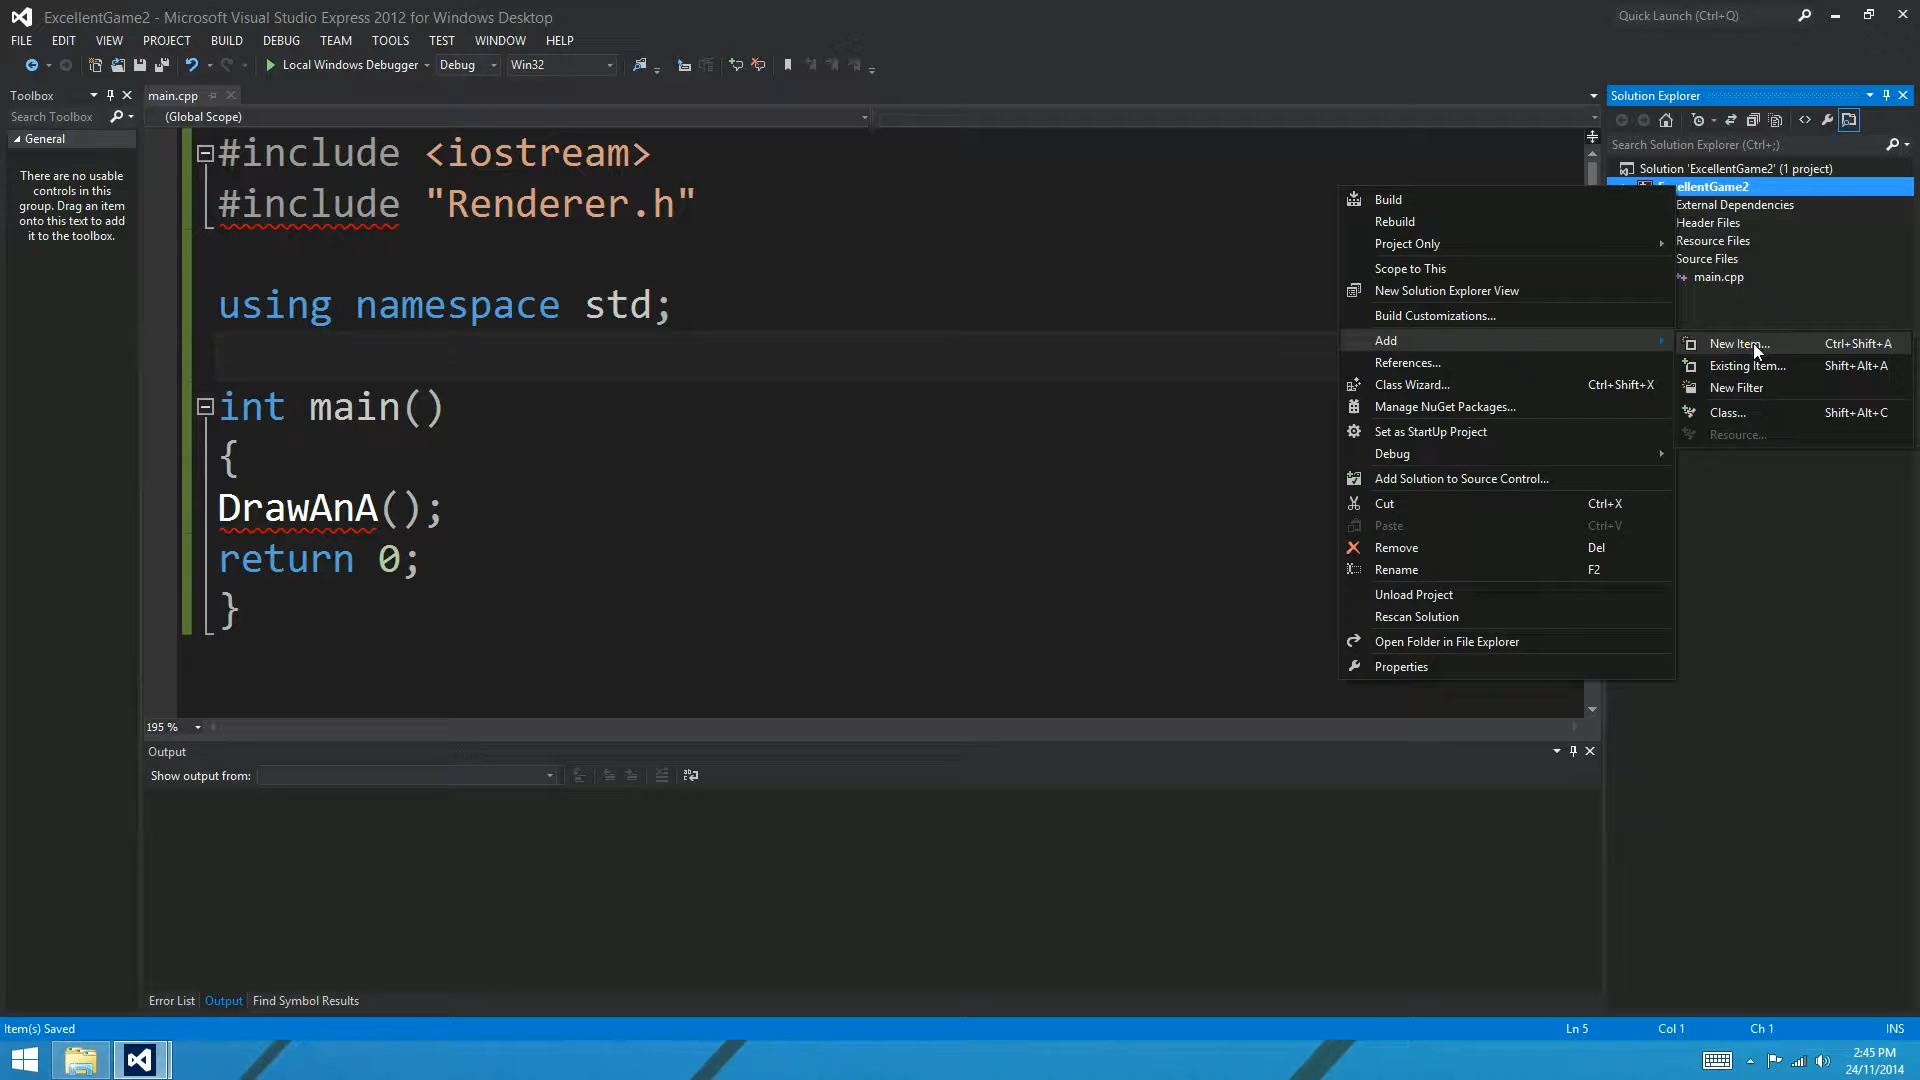 ExcellentGame2 - Microsoft Visual Studio Express 2012 for Windows Desktop
Quick Launch (Ctrl+Q)
FILE EDIT VIEW PROJECT BUILD DEBUG TEAM TOOLS TEST WINDOW HELP
Local Windows Debugger Debug Win32
Toolbox
Search Toolbox
General
There are no usable
controls in this
group. Drag an item
onto this text to add
it to the toolbox.
main.cpp
(Global Scope)
#include <iostream>
#include "Renderer.h"
using namespace std;
int main()
{
DrawAnA();
return 0;
}
195 %
Output
Show output from:
Error List Output Find Symbol Results
Solution Explorer
Search Solution Explorer (Ctrl+;)
Solution 'ExcellentGame2' (1 project)
cellentGame2
External Dependencies
Header Files
Resource Files
Source Files
main.cpp
Build
Rebuild
Project Only
Scope to This
New Solution Explorer View
Build Customizations...
Add
References...
Class Wizard... Ctrl+Shift+X
Manage NuGet Packages...
Set as StartUp Project
Debug
Add Solution to Source Control...
Cut Ctrl+X
Paste Ctrl+V
Remove Del
Rename F2
Unload Project
Rescan Solution
Open Folder in File Explorer
Properties
New Item... Ctrl+Shift+A
Existing Item... Shift+Alt+A
New Filter
Class... Shift+Alt+C
Resource...
Item(s) Saved
Ln 5 Col 1 Ch 1 INS
2:45 PM
24/11/2014